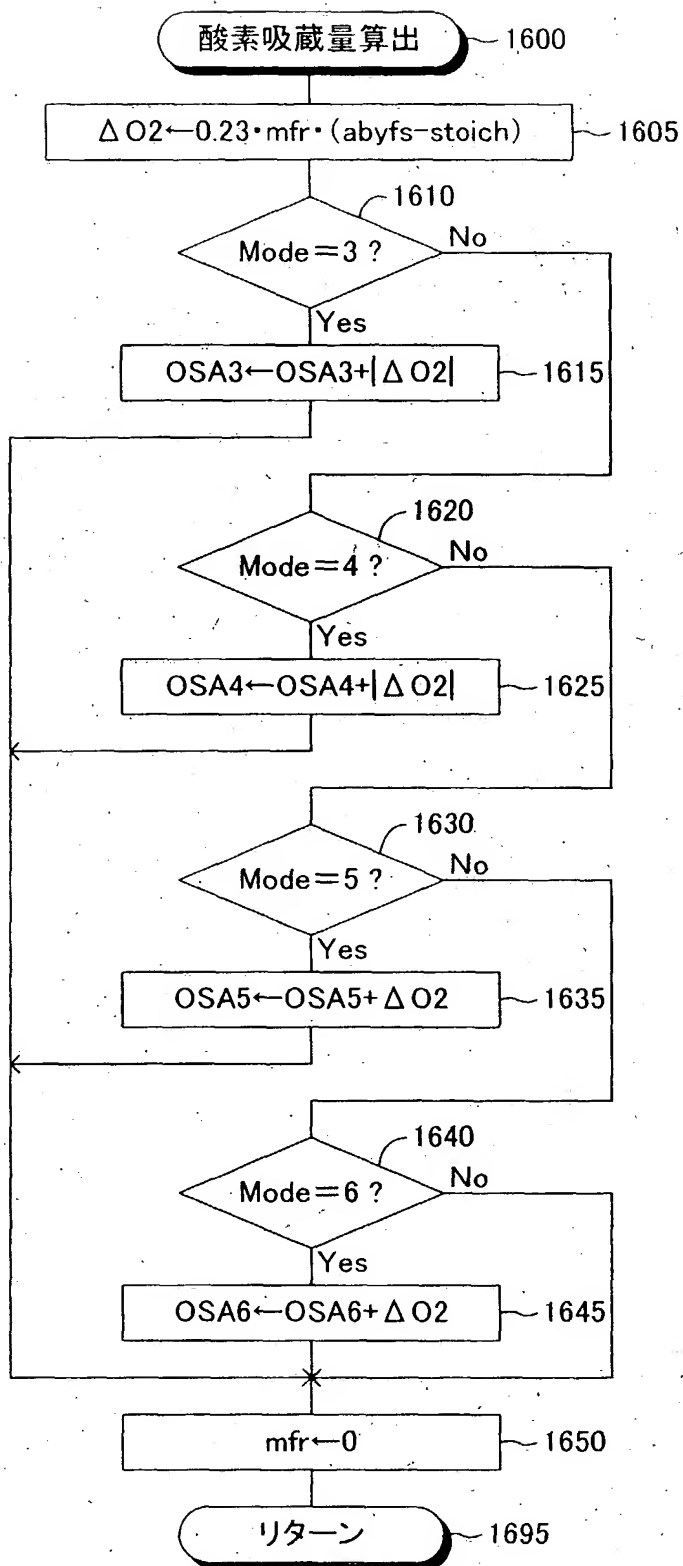 酸素吸蔵量算出
1600
ΔO2←0.23・mfr・(abyfs-stoich)
1605
1610
Mode=3?
No
Yes
OSA3←OSA3+|ΔO2|
1615
1620
Mode=4?
No
Yes
OSA4←OSA4+|ΔO2|
1625
1630
Mode=5?
No
Yes
OSA5←OSA5+ΔO2
1635
1640
Mode=6?
No
Yes
OSA6←OSA6+ΔO2
1645
mfr←0
1650
リターン
1695